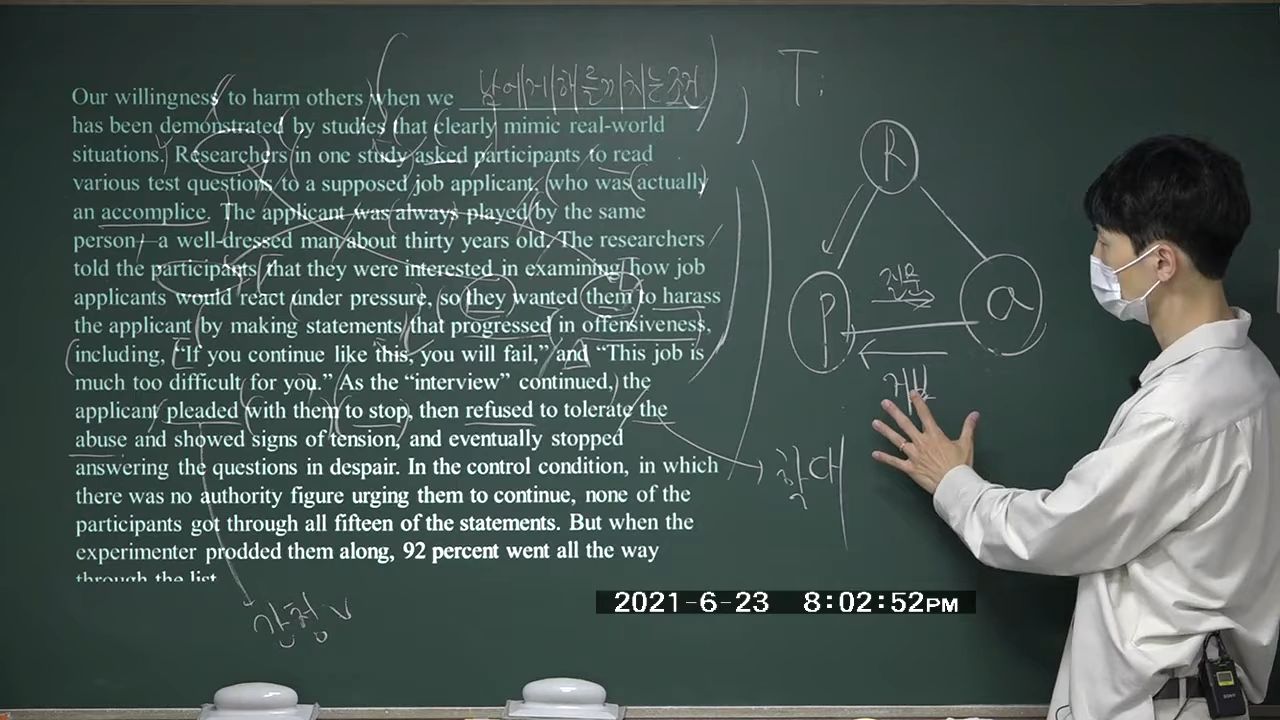 Our willingness to harm others when we 남에게 해를 끼치는 조건
has been demonstrated by studies that clearly mimic real-world
situations. Researchers in one study asked participants to read
various test questions to a supposed job applicant, who was actually
an accomplice. The applicant was always played by the same
person — a well-dressed man about thirty years old. The researchers
told the participants that they were interested in examining how job
applicants would react under pressure, so they wanted them to harass
the applicant by making statements that progressed in offensiveness,
including, “If you continue like this, you will fail,” and “This job is
much too difficult for you.” As the “interview” continued, the
applicant pleaded with them to stop, then refused to tolerate the
abuse and showed signs of tension, and eventually stopped
answering the questions in despair. In the control condition, in which
there was no authority figure urging them to continue, none of the
participants got through all fifteen of the statements. But when the
experimenter prodded them along, 92 percent went all the way
through the list
간청
T:
R
P
질문
a
학대
2021-6-23 8:02:52PM